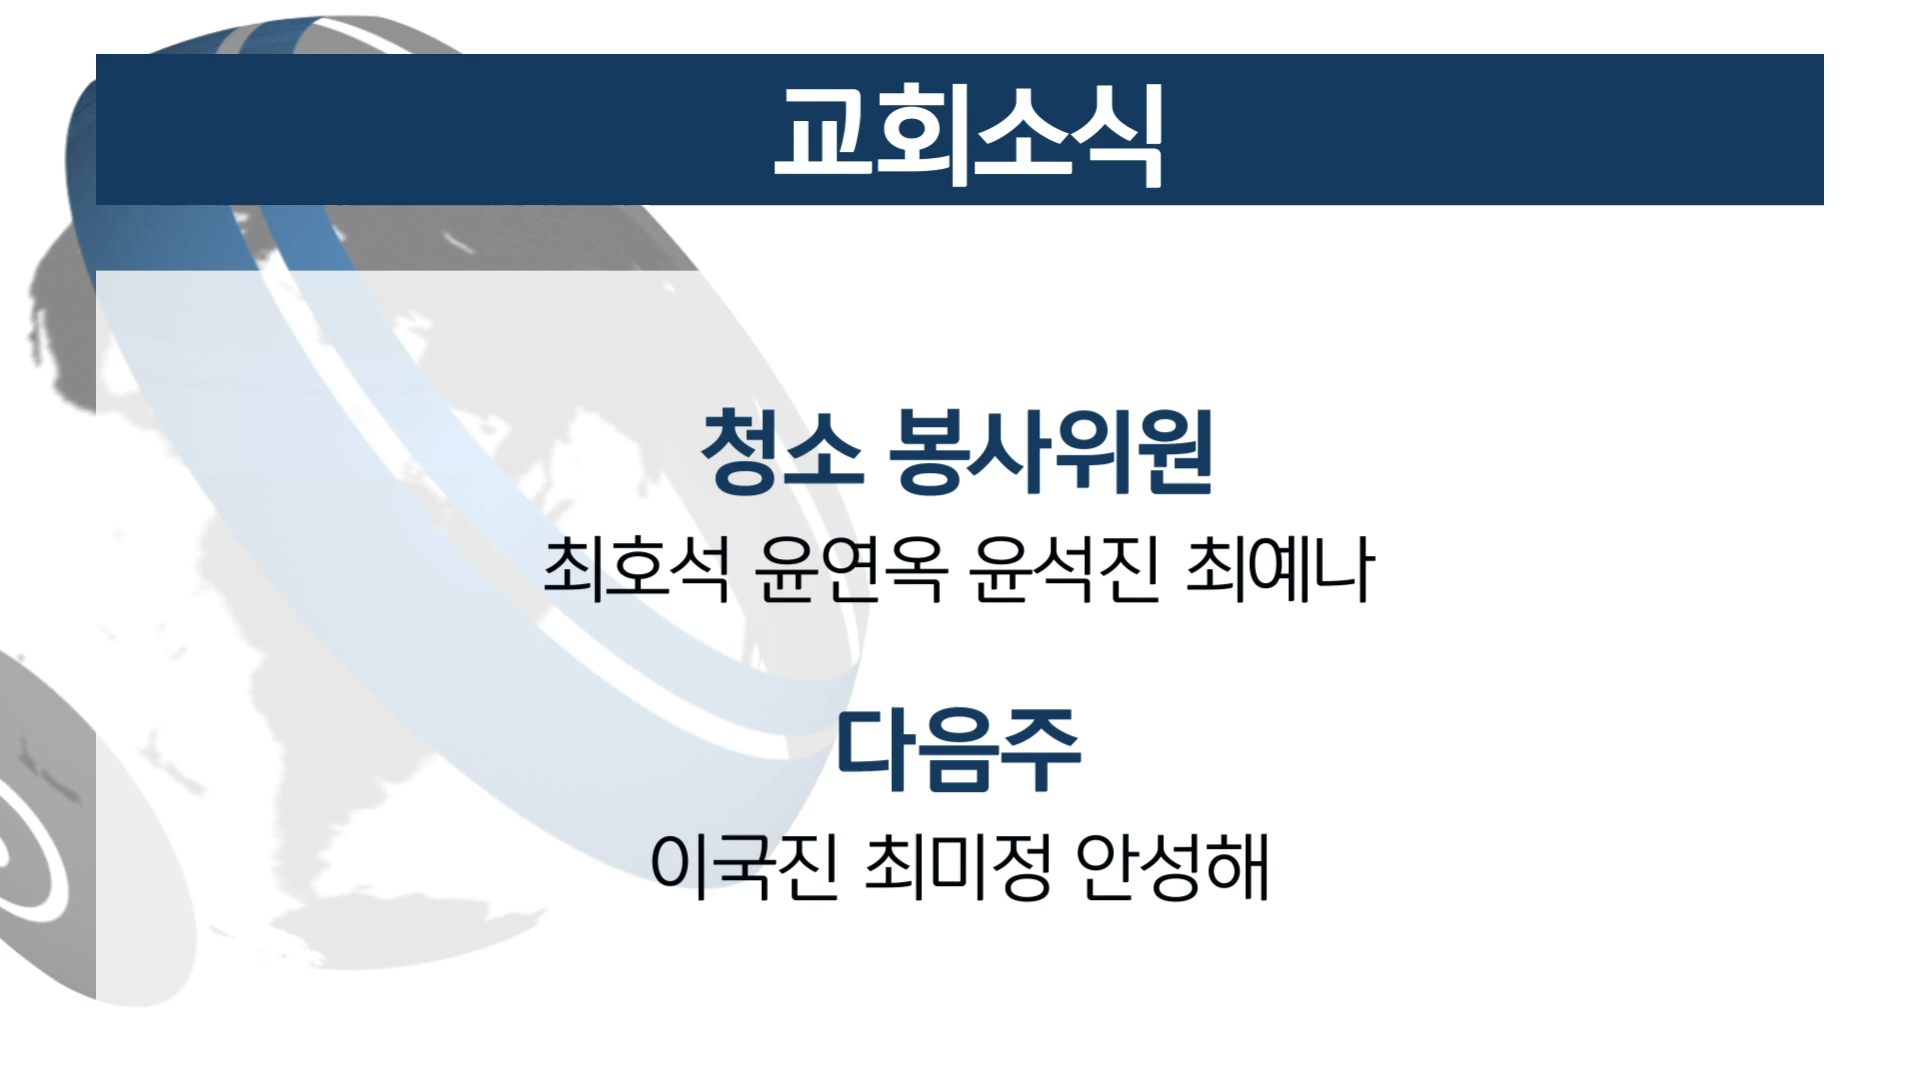 교회소식
청소 봉사위원
최호석 윤연옥 윤석진 최예나
다음주
이국진 최미정 안성해